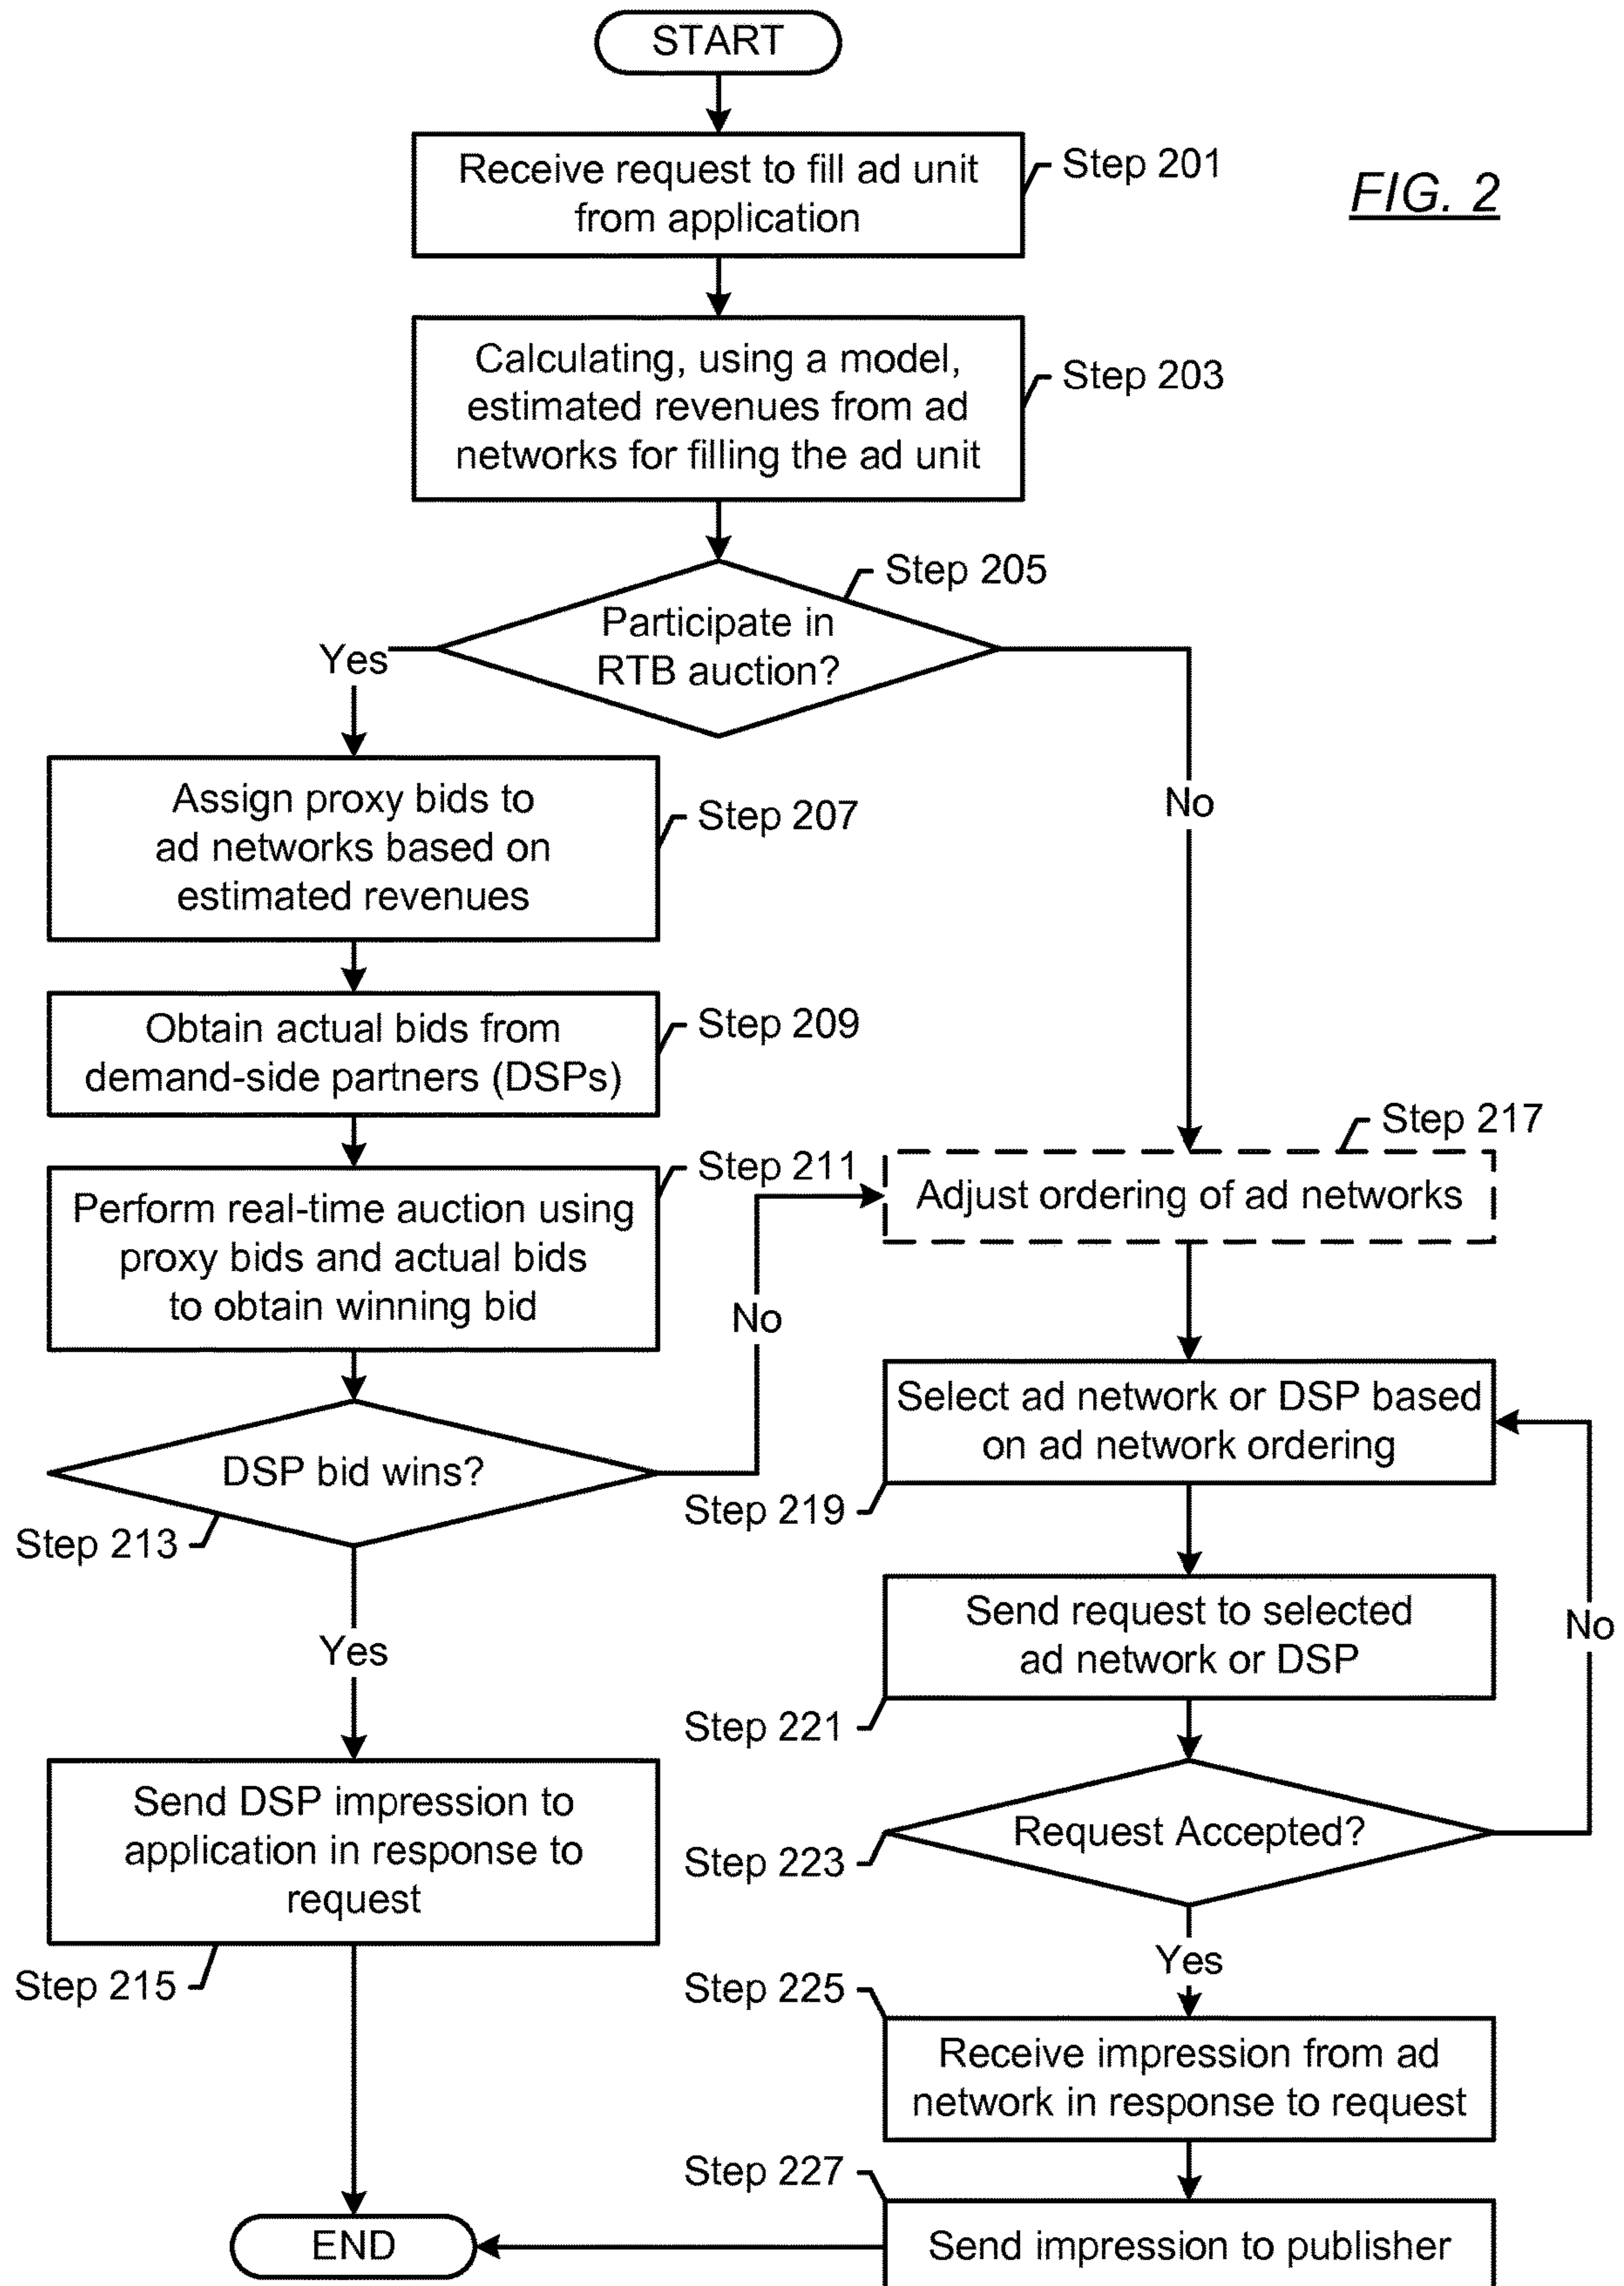 START
Receive request to fill ad unit
from application
Step 201
FIG. 2
Calculating, using a model,
estimated revenues from ad
networks for filling the ad unit
Step 203
Step 205
Participate in
RTB auction?
Yes
No
Assign proxy bids to
ad networks based on
estimated revenues
Step 207
Obtain actual bids from
demand-side partners (DSPs)
Step 209
Perform real-time auction using
proxy bids and actual bids
to obtain winning bid
Step 211
No
DSP bid wins?
Step 213
Yes
Send DSP impression to
application in response to
request
Step 215
Step 217
Adjust ordering of ad networks
Select ad network or DSP based
on ad network ordering
Step 219
Send request to selected
ad network or DSP
Step 221
No
Request Accepted?
Step 223
Yes
Step 225
Receive impression from ad
network in response to request
Step 227
Send impression to publisher
END